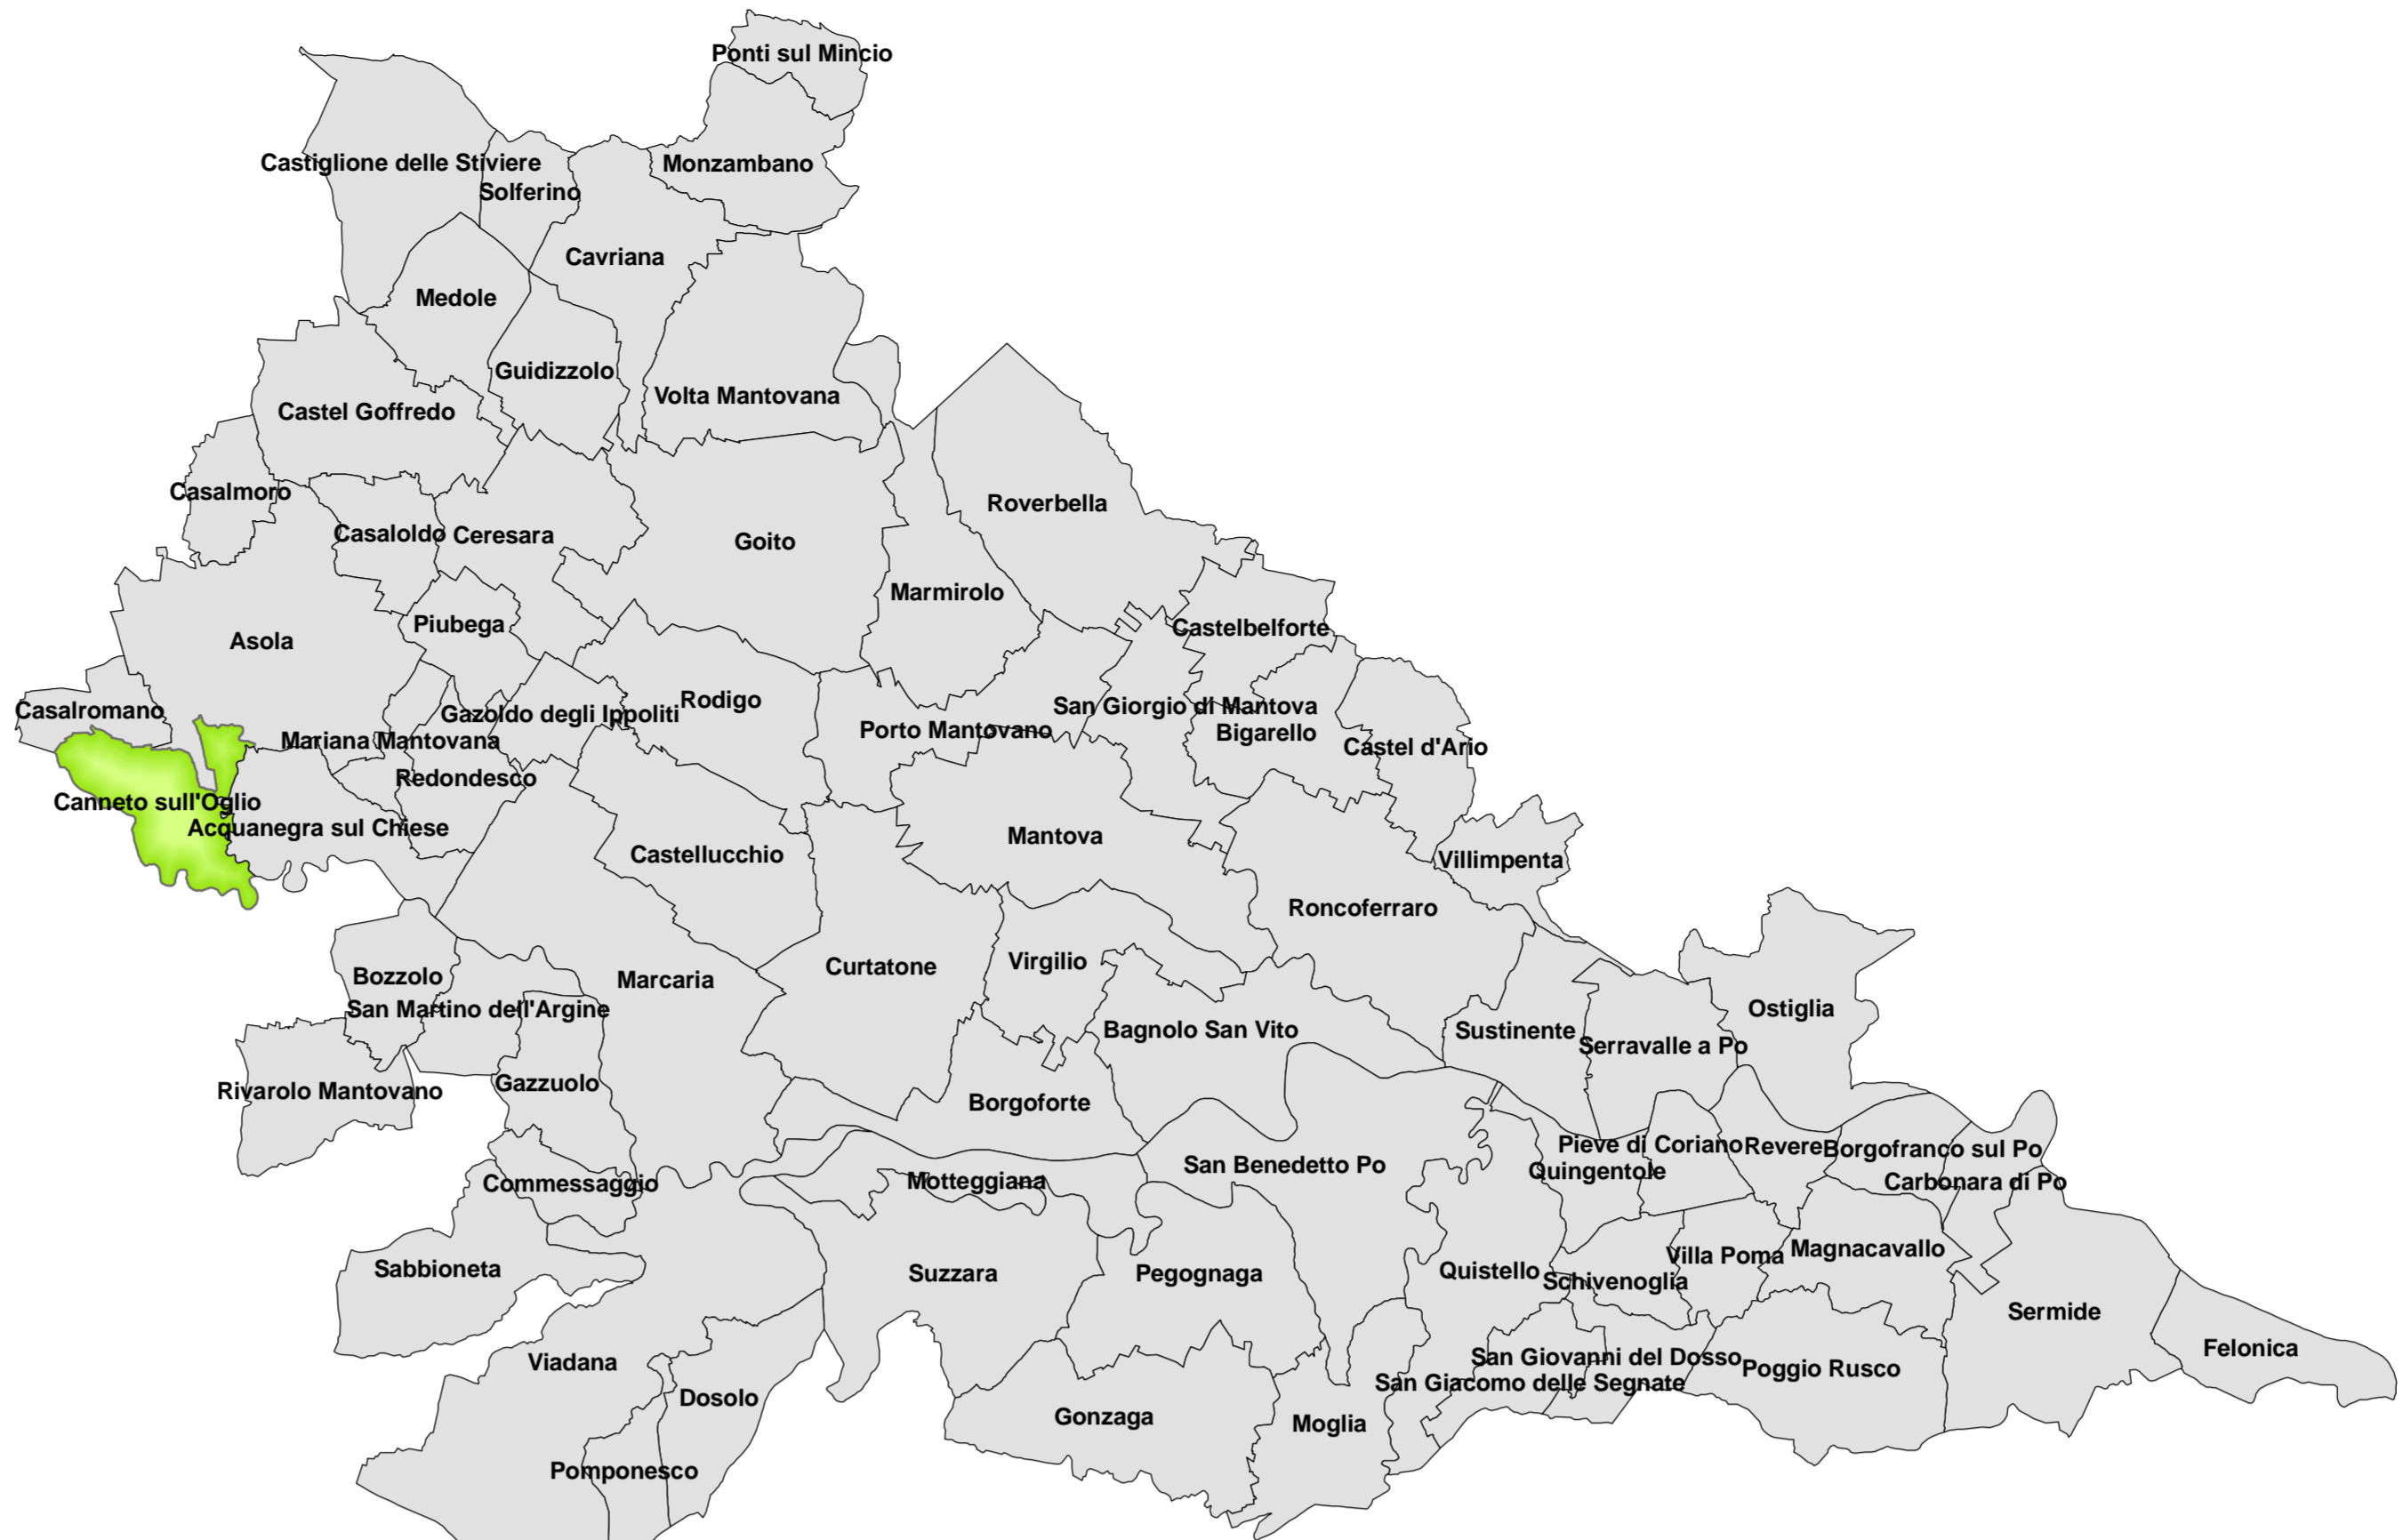 Ponti sul Mincio
Castiglione delle Stiviere
Monzambano
Solferino
Cavriana
Medole
Guidizzolo
Volta Mantovana
Castel Goffredo
Casalmoro
Roverbella
Casaloldo
Ceresara
Goito
Marmirolo
Piubega
Castelbelforte
Asola
Rodigo
San Giorgio di Mantova
Casalromano
Gazoldo degli Ippoliti
Porto Mantovano
Bigarello
Mariana Mantovana
Castel d'Ario
Redondesco
Canneto sull'Oglio
Acquanegra sul Chiese
Mantova
Castellucchio
Villimpenta
Roncoferraro
Virgilio
Curtatone
Bozzolo
Marcaria
San Martino dell'Argine
Ostiglia
Bagnolo San Vito
Sustinente
Serravalle a Po
Gazzuolo
Rivarolo Mantovano
Borgoforte
Pieve di Coriano
Revere
Borgofranco sul Po
San Benedetto Po
Quingentole
Motteggiana
Carbonara di Po
Commessaggio
Magnacavallo
Villa Poma
Sabbioneta
Quistello
Suzzara
Pegognaga
Schivenoglia
Sermide
Felonica
San Giovanni del Dosso
Viadana
Poggio Rusco
San Giacomo delle Segnate
Dosolo
Gonzaga
Moglia
Pomponesco